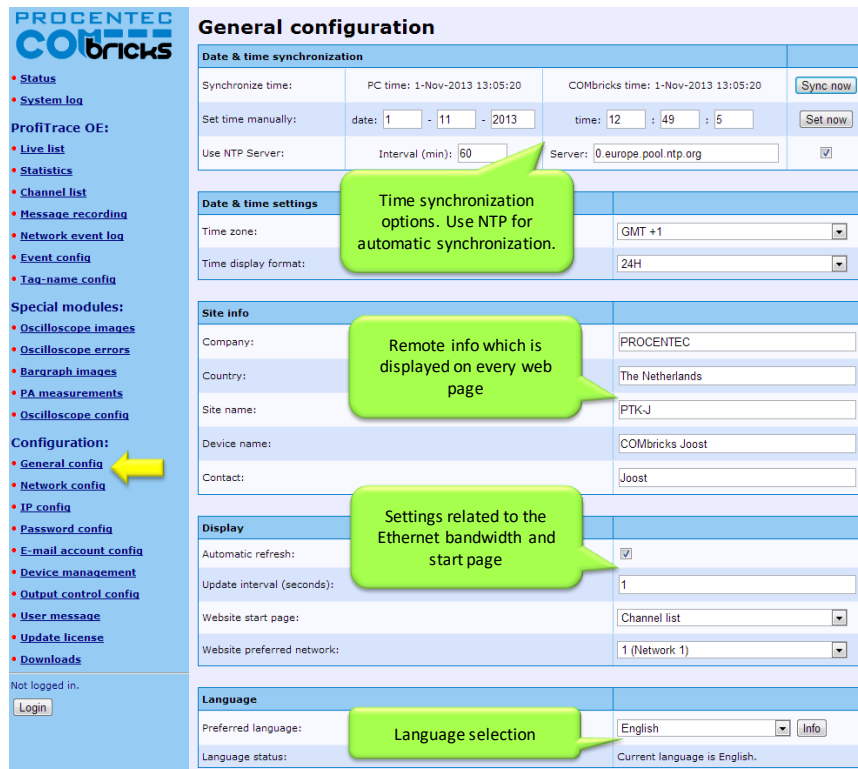 PROCENTEC
COMbricks
Status
System log
ProfiTrace OE:
Live list
Statistics
Channel list
Message recording
Network event log
Event config
Tag-name config
Special modules:
Oscilloscope images
Oscilloscope errors
Bargraph images
PA measurements
Oscilloscope config
Configuration:
General config
Network config
IP config
Password config
E-mail account config
Device management
Output control config
User message
Update license
Downloads
Not logged in.
Login
General configuration
Date & time synchronization
Synchronize time: PC time: 1-Nov-2013 13:05:20 COMbricks time: 1-Nov-2013 13:05:20 Sync now
Set time manually: date: 1 - 11 - 2013 time: 12 : 49 : 5 Set now
Use NTP Server: Interval (min): 60 Server: 0.europe.pool.ntp.org
Time synchronization
options. Use NTP for
automatic synchronization.
Date & time settings
Time zone: GMT +1
Time display format: 24H
Site info
Company: PROCENTEC
Country: The Netherlands
Site name: PTK-J
Device name: COMbricks Joost
Contact: Joost
Remote info which is
displayed on every web
page
Display
Automatic refresh:
Update interval (seconds): 1
Website start page: Channel list
Website preferred network: 1 (Network 1)
Settings related to the
Ethernet bandwidth and
start page
Language
Preferred language: English Info
Language status: Current language is English.
Language selection